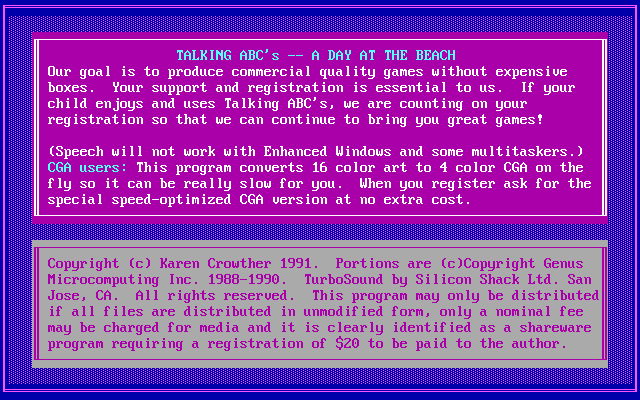 TALKING ABC's -- A DAY AT THE BEACH
Our goal is to produce commercial quality games without expensive
boxes.  Your support and registration is essential to us.  If your
child enjoys and uses Talking ABC's, we are counting on your
registration so that we can continue to bring you great games!
(Speech will not work with Enhanced Windows and some multitaskers.)
CGA users: This program converts 16 color art to 4 color CGA on the
fly so it can be really slow for you.  When you register ask for the
special speed-optimized CGA version at no extra cost.
Copyright (c) Karen Crowther 1991.  Portions are (c)Copyright Genus
Microcomputing Inc. 1988-1990.  TurboSound by Silicon Shack Ltd. San
Jose, CA.  All rights reserved.  This program may only be distributed
if all files are distributed in unmodified form, only a nominal fee
may be charged for media and it is clearly identified as a shareware
program requiring a registration of $20 to be paid to the author.